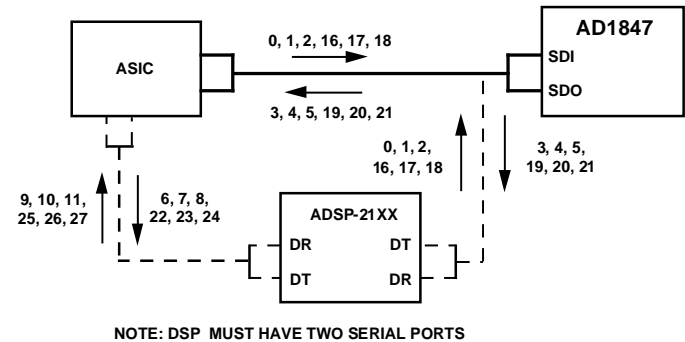 0, 1, 2, 16, 17, 18
AD1847
ASIC
SDI
SDO
3, 4, 5, 19, 20, 21
0, 1, 2,
16, 17, 18
3, 4, 5,
19, 20, 21
9, 10, 11,
25, 26, 27
6, 7, 8,
22, 23, 24
ADSP-21XX
DR
DT
DT
DR
NOTE: DSP MUST HAVE TWO SERIAL PORTS